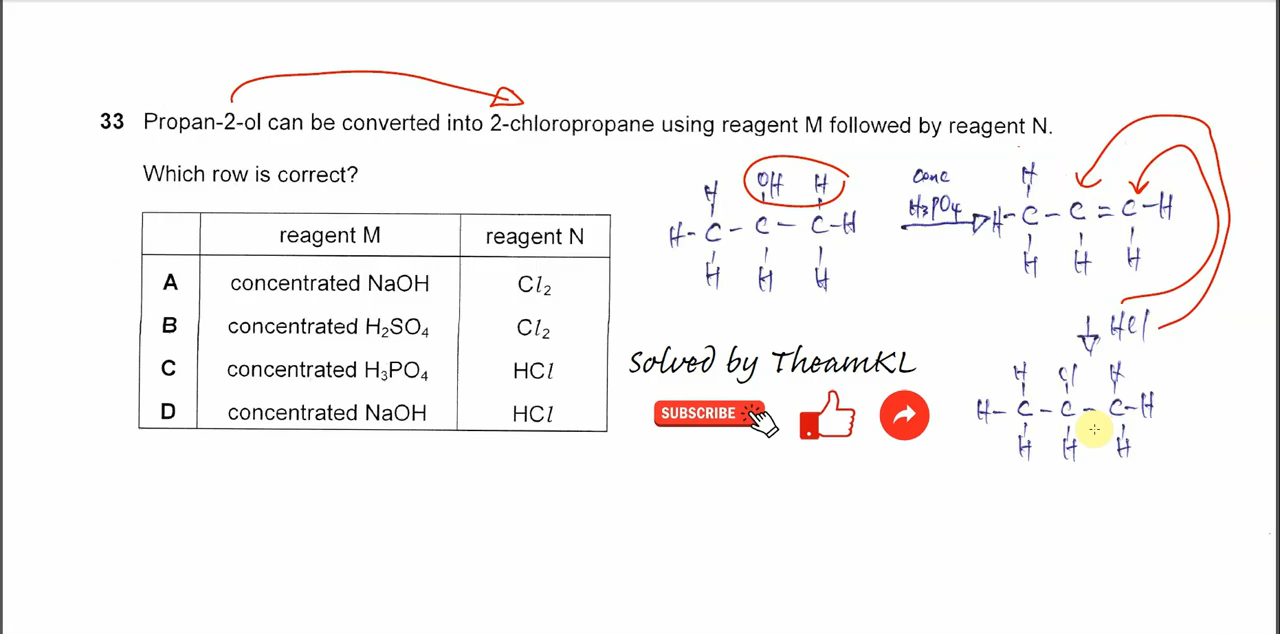 33 Propan-2-ol can be converted into 2-chloropropane using reagent M followed by reagent N.
Which row is correct?
reagent M reagent N
A concentrated NaOH Cl₂
B concentrated H₂SO₄ Cl₂
C concentrated H₃PO₄ HCl
D concentrated NaOH HCl
H OH H
H-C-C-C-H
H H H
conc
H₃PO₄
H
H-C-C=C-H
H H H
HCl
H Cl H
H-C-C-C-H
H H H
Solved by TheamKL
SUBSCRIBE